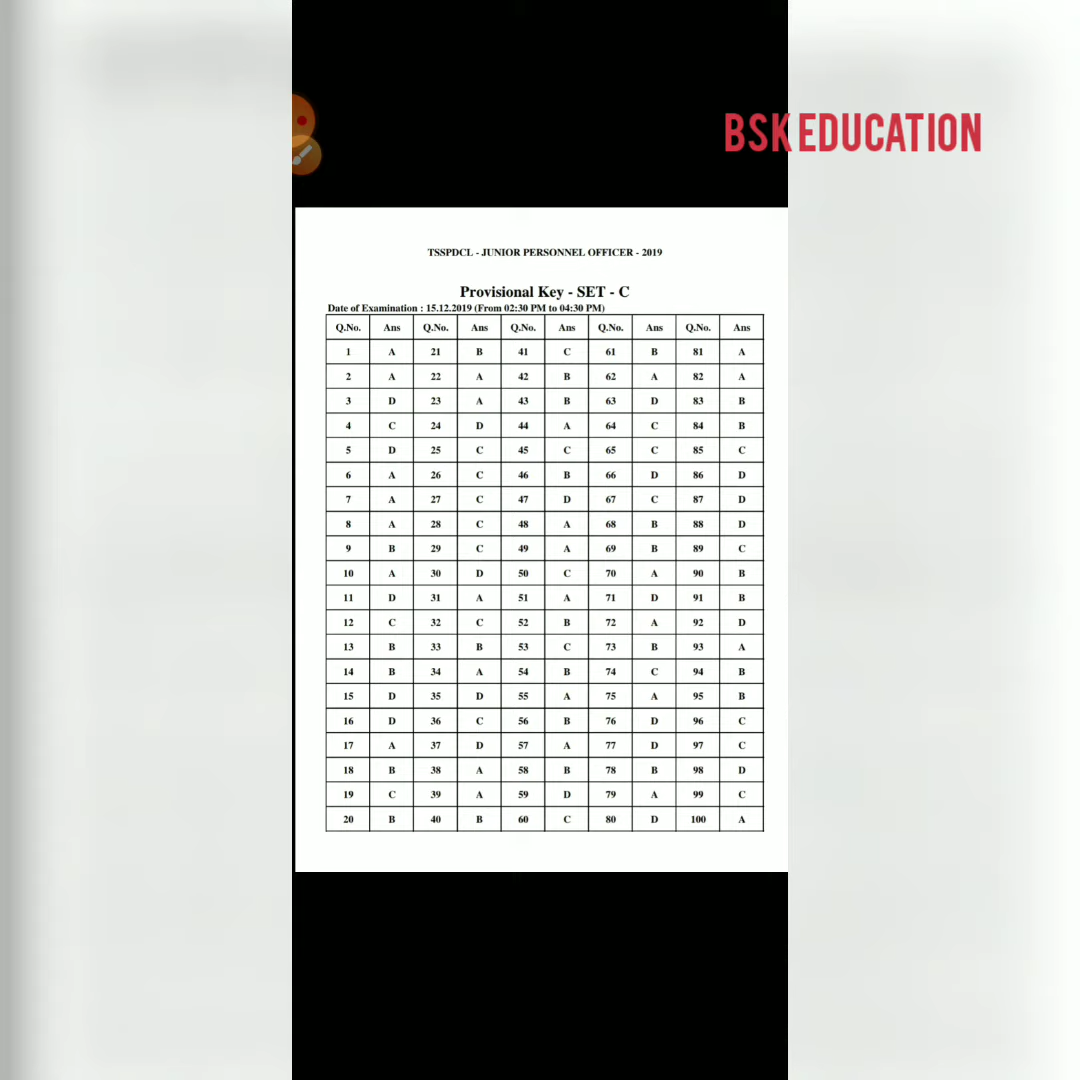 BSK EDUCATION
TSSPDCL - JUNIOR PERSONNEL OFFICER - 2019
Provisional Key - SET - C
Date of Examination : 15.12.2019 (From 02:30 PM to 04:30 PM)
Q.No. Ans Q.No. Ans Q.No. Ans Q.No. Ans Q.No. Ans
1 A 21 B 41 C 61 B 81 A
2 A 22 A 42 B 62 A 82 A
3 D 23 A 43 B 63 D 83 B
4 C 24 D 44 A 64 C 84 B
5 D 25 C 45 C 65 C 85 C
6 A 26 C 46 B 66 D 86 D
7 A 27 C 47 D 67 C 87 D
8 A 28 C 48 A 68 B 88 D
9 B 29 C 49 A 69 B 89 C
10 A 30 D 50 C 70 A 90 B
11 D 31 A 51 A 71 D 91 B
12 C 32 C 52 B 72 A 92 D
13 B 33 B 53 C 73 B 93 A
14 B 34 A 54 B 74 C 94 B
15 D 35 D 55 A 75 A 95 B
16 D 36 C 56 B 76 D 96 C
17 A 37 D 57 A 77 D 97 C
18 B 38 A 58 B 78 B 98 D
19 C 39 A 59 D 79 A 99 C
20 B 40 B 60 C 80 D 100 A